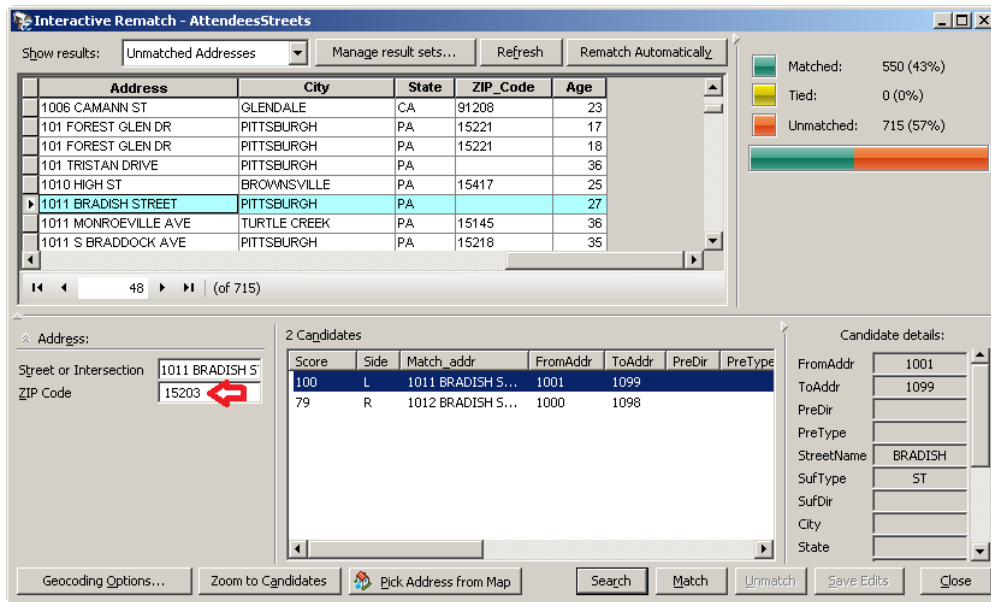 Interactive Rematch - AttendeesStreets
Show results: Unmatched Addresses Manage result sets... Refresh Rematch Automatically
Address City State ZIP_Code Age
1006 CAMANN ST GLENDALE CA 91208 23
101 FOREST GLEN DR PITTSBURGH PA 15221 17
101 FOREST GLEN DR PITTSBURGH PA 15221 18
101 TRISTAN DRIVE PITTSBURGH PA 36
1010 HIGH ST BROWNSVILLE PA 15417 25
1011 BRADISH STREET PITTSBURGH PA 27
1011 MONROEVILLE AVE TURTLE CREEK PA 15145 36
1011 S BRADDOCK AVE PITTSBURGH PA 15218 35
48 (of 715)
Matched: 550 (43%)
Tied: 0 (0%)
Unmatched: 715 (57%)
Address:
Street or Intersection 1011 BRADISH S
ZIP Code 15203
2 Candidates
Score Side Match_addr FromAddr ToAddr PreDir PreType
100 L 1011 BRADISH S... 1001 1099
79 R 1012 BRADISH S... 1000 1098
Candidate details:
FromAddr 1001
ToAddr 1099
PreDir
PreType
StreetName BRADISH
SufType ST
SufDir
City
State
Geocoding Options... Zoom to Candidates Pick Address from Map Search Match Unmatch Save Edits Close